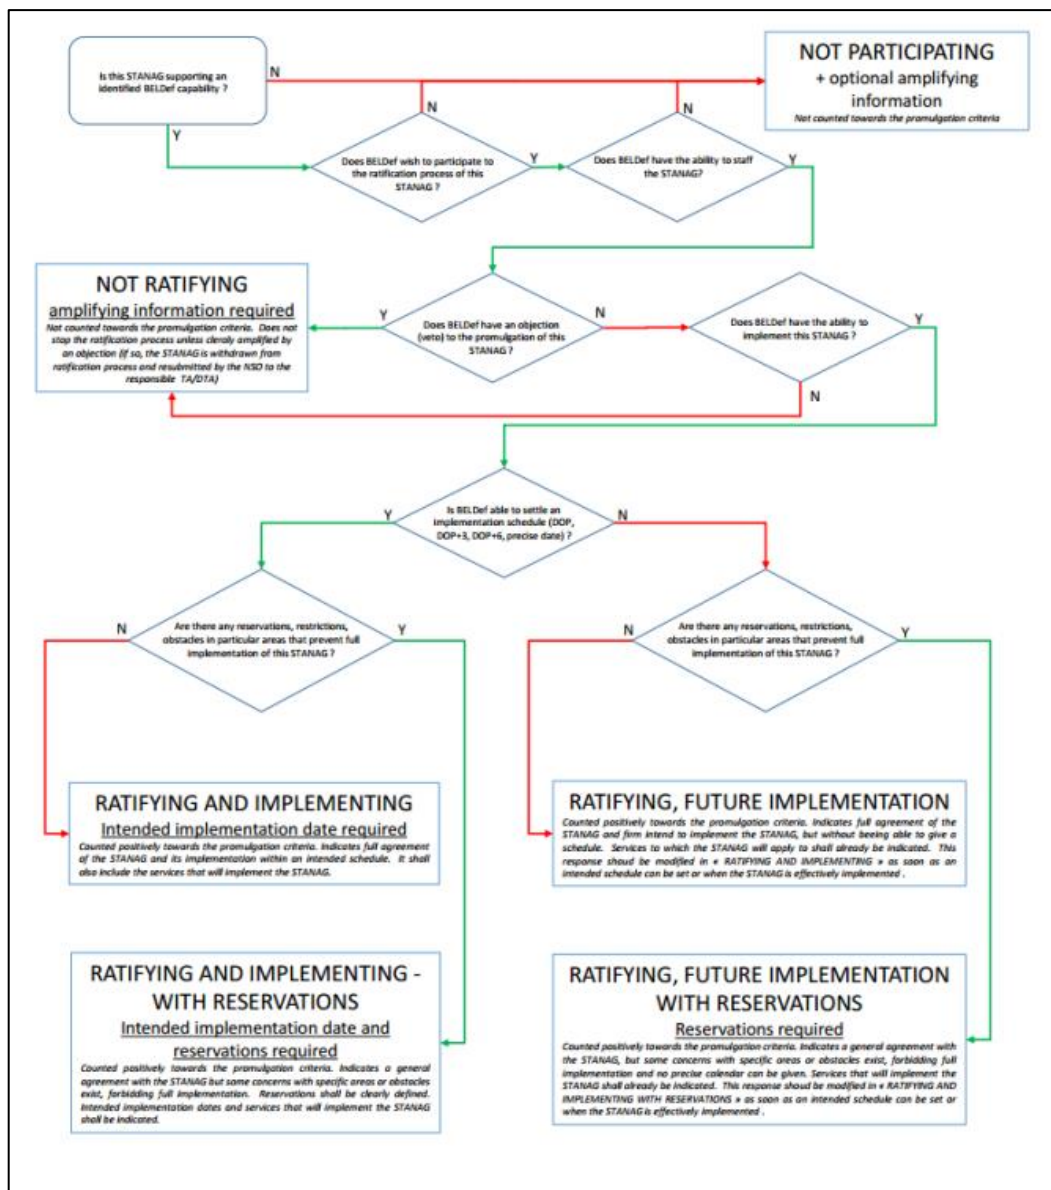 Is this STANAG supporting an
identified BELDef capability ?
N
Y
NOT PARTICIPATING
+ optional amplifying
information
Not counted towards the promulgation criteria
N
N
Does BELDef wish to participate to
the ratification process of this
STANAG ?
Y
Does BELDef have the ability to staff
the STANAG?
Y
NOT RATIFYING
amplifying information required
Not counted towards the promulgation criteria. Does not
stop the ratification process unless cleraly amplified by
an objection (if so, the STANAG is withdrawn from
ratification process and resubmitted by the NSO to the
responsible TA/DTA)
Y
Does BELDef have an objection
(veto) to the promulgation of this
STANAG ?
N
Does BELDef have the ability to
implement this STANAG ?
Y
N
Y
Is BELDef able to settle an
implementation schedule (DOP,
DOP+3, DOP+6, precise date) ?
N
N
Are there any reservations, restrictions,
obstacles in particular areas that prevent full
implementation of this STANAG ?
Y
N
Are there any reservations, restrictions,
obstacles in particular areas that prevent full
implementation of this STANAG ?
Y
RATIFYING AND IMPLEMENTING
Intended implementation date required
Counted positively towards the promulgation criteria. Indicates full agreement
of the STANAG and its implementation within an intended schedule. It shall
also include the services that will implement the STANAG.
RATIFYING, FUTURE IMPLEMENTATION
Counted positively towards the promulgation criteria. Indicates full agreement of the
STANAG and firm intend to implement the STANAG, but without beeing able to give a
schedule. Services to which the STANAG will apply to shall already be indicated. This
response shoud be modified in « RATIFYING AND IMPLEMENTING » as soon as an
intended schedule can be set or when the STANAG is effectively implemented .
RATIFYING AND IMPLEMENTING -
WITH RESERVATIONS
Intended implementation date and
reservations required
Counted positively towards the promulgation criteria. Indicates a general
agreement with the STANAG but some concerns with specific areas or obstacles
exist, forbidding full implementation. Reservations shall be clearly defined.
Intended implementation dates and services that will implement the STANAG
shall be indicated.
RATIFYING, FUTURE IMPLEMENTATION
WITH RESERVATIONS
Reservations required
Counted positively towards the promulgation criteria. Indicates a general agreement with
the STANAG, but some concerns with specific areas or obstacles exist, forbidding full
implementation and no precise calendar can be given. Services that will implement the
STANAG shall already be indicated. This response shoud be modified in « RATIFYING AND
IMPLEMENTING WITH RESERVATIONS » as soon as an intended schedule can be set or
when the STANAG is effectively implemented .